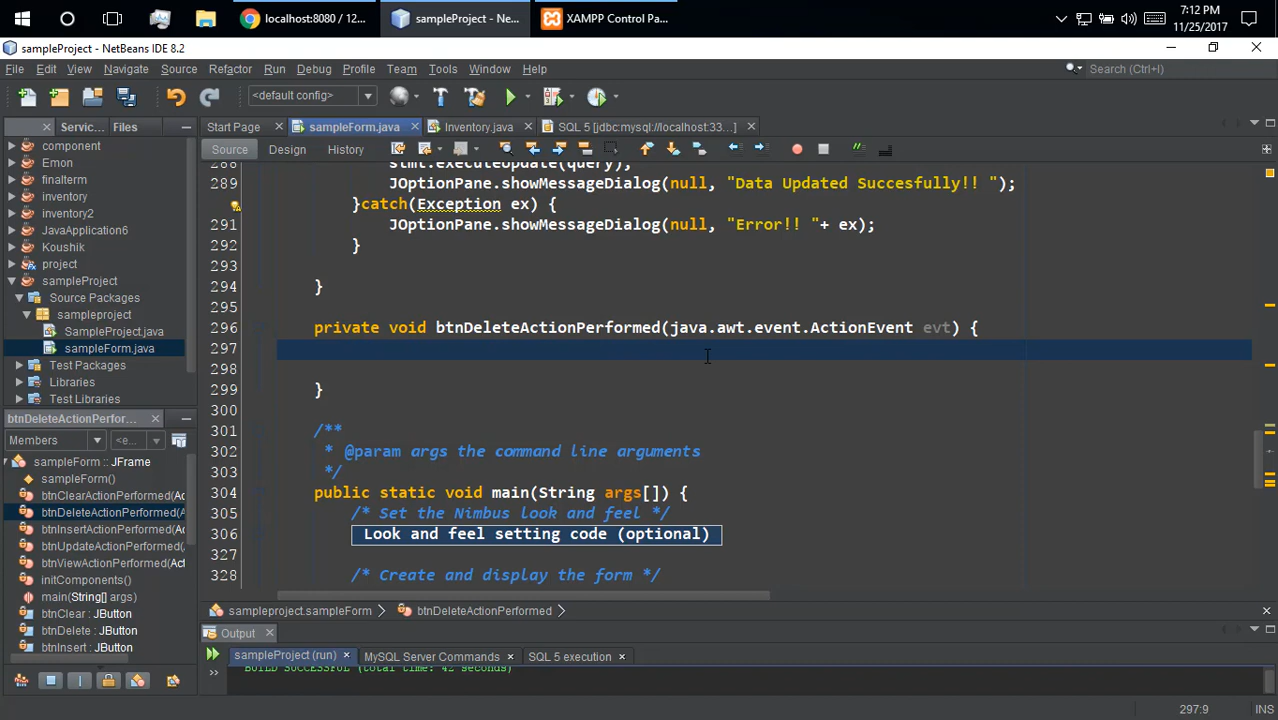 localhost:8080 / 12...
sampleProject - Ne...
XAMPP Control Pa...
7:12 PM
11/25/2017
sampleProject - NetBeans IDE 8.2
File Edit View Navigate Source Refactor Run Debug Profile Team Tools Window Help
Search (Ctrl+I)
<default config>
Servic... Files
Start Page sampleForm.java Inventory.java SQL 5 [jdbc:mysql://localhost:33...]
Source Design History
component
Emon
finalterm
inventory
inventory2
JavaApplication6
Koushik
project
sampleProject
Source Packages
sampleproject
SampleProject.java
sampleForm.java
Test Packages
Libraries
Test Libraries
288 stmt.executeUpdate(query);
289 JOptionPane.showMessageDialog(null, "Data Updated Succesfully!! ");
}catch(Exception ex) {
291 JOptionPane.showMessageDialog(null, "Error!! "+ ex);
292 }
293
294 }
295
296 private void btnDeleteActionPerformed(java.awt.event.ActionEvent evt) {
297
298
299 }
300
301 /**
302 * @param args the command line arguments
303 */
304 public static void main(String args[]) {
305 /* Set the Nimbus look and feel */
306 Look and feel setting code (optional)
327
328 /* Create and display the form */
btnDeleteActionPerfor...
Members <e...
sampleForm :: JFrame
sampleForm()
btnClearActionPerformed(Ac
btnDeleteActionPerformed(A
btnInsertActionPerformed(Ac
btnUpdateActionPerformed(A
btnViewActionPerformed(Act
initComponents()
main(String[] args)
btnClear : JButton
btnDelete : JButton
btnInsert : JButton
sampleproject.sampleForm btnDeleteActionPerformed
Output
sampleProject (run) MySQL Server Commands SQL 5 execution
BUILD SUCCESSFUL (total time: 42 seconds)
297:9 INS